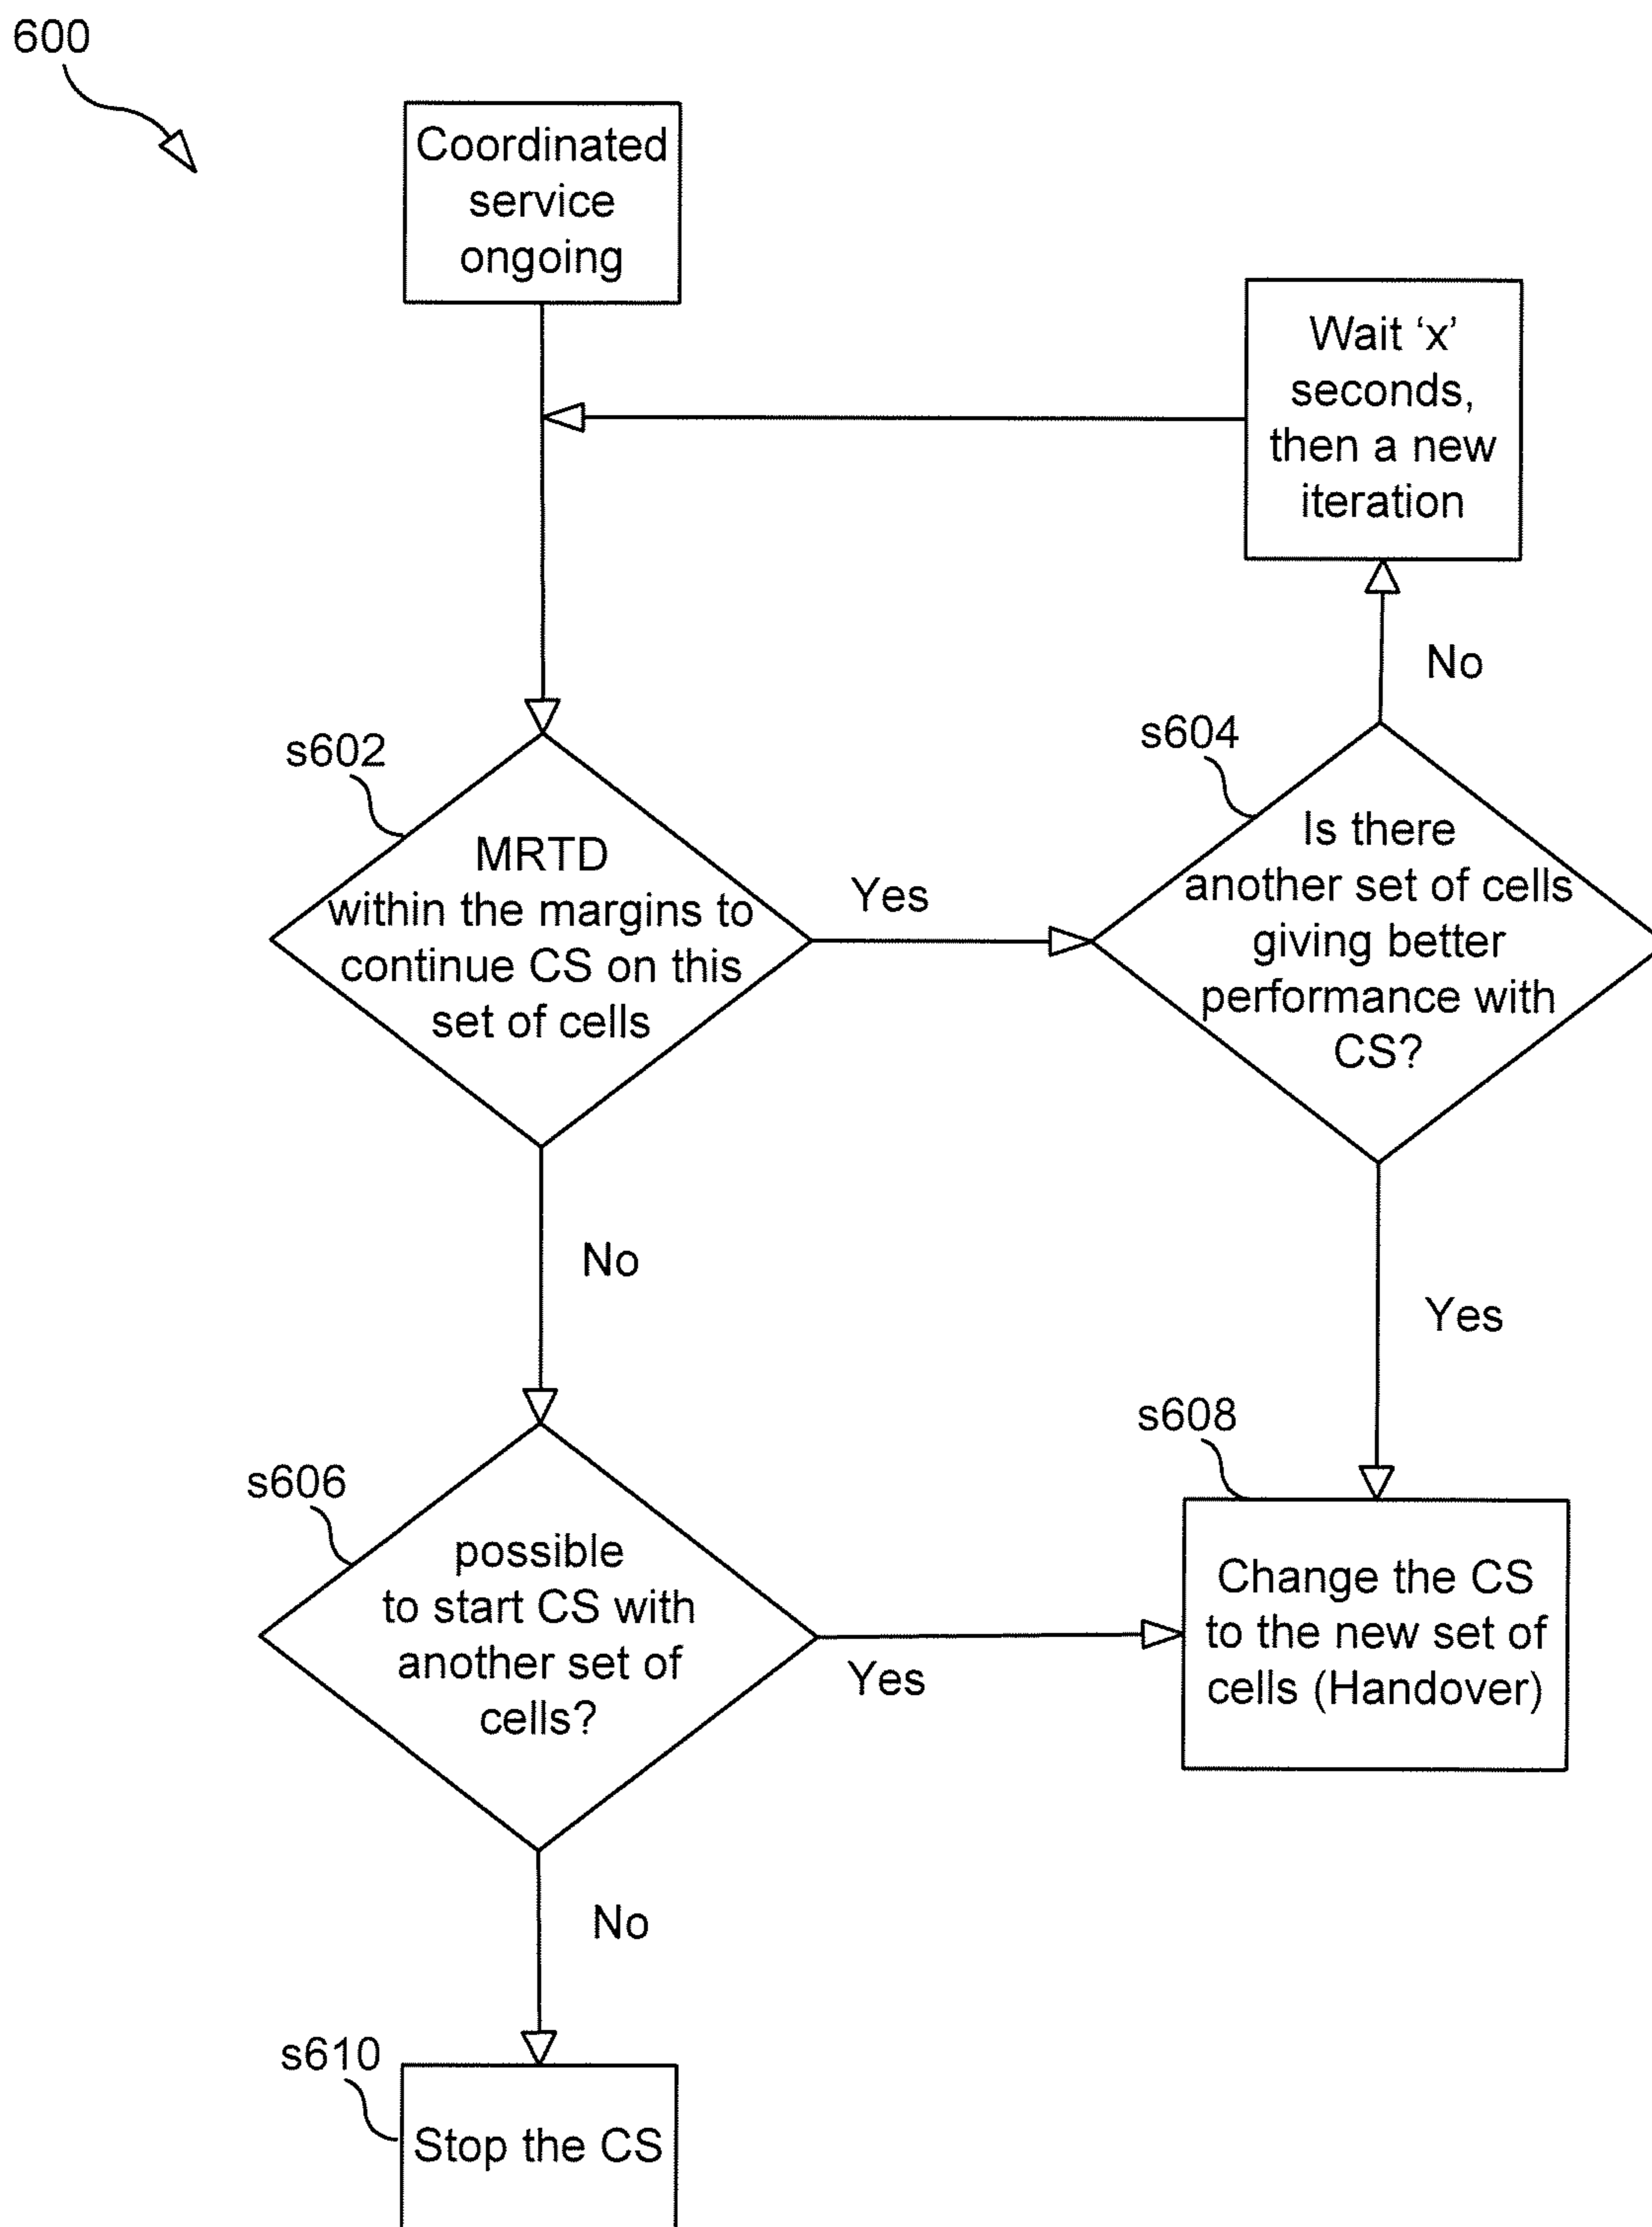 600
Coordinated
service
ongoing
Wait ‘x’
seconds,
then a new
iteration
No
s602
s604
MRTD
within the margins to
continue CS on this
set of cells
Yes
Is there
another set of cells
giving better
performance with
CS?
No
Yes
s606
s608
possible
to start CS with
another set of
cells?
Yes
Change the CS
to the new set of
cells (Handover)
No
s610
Stop the CS